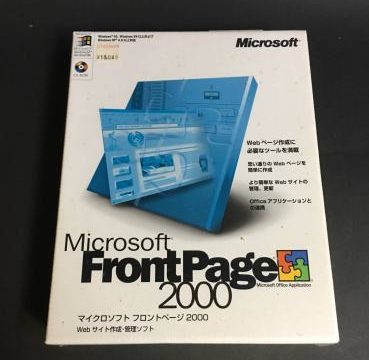 Microsoft
CD-ROM
Webページ作成に
必要なツールを満載
思い通りの Webページを
簡単に作成
より簡単な Webサイトの
管理、更新
Officeアプリケーションと
の連携
Microsoft
FrontPage
2000
Microsoft Office Application
マイクロソフト フロントページ 2000
Webサイト作成・管理ソフト